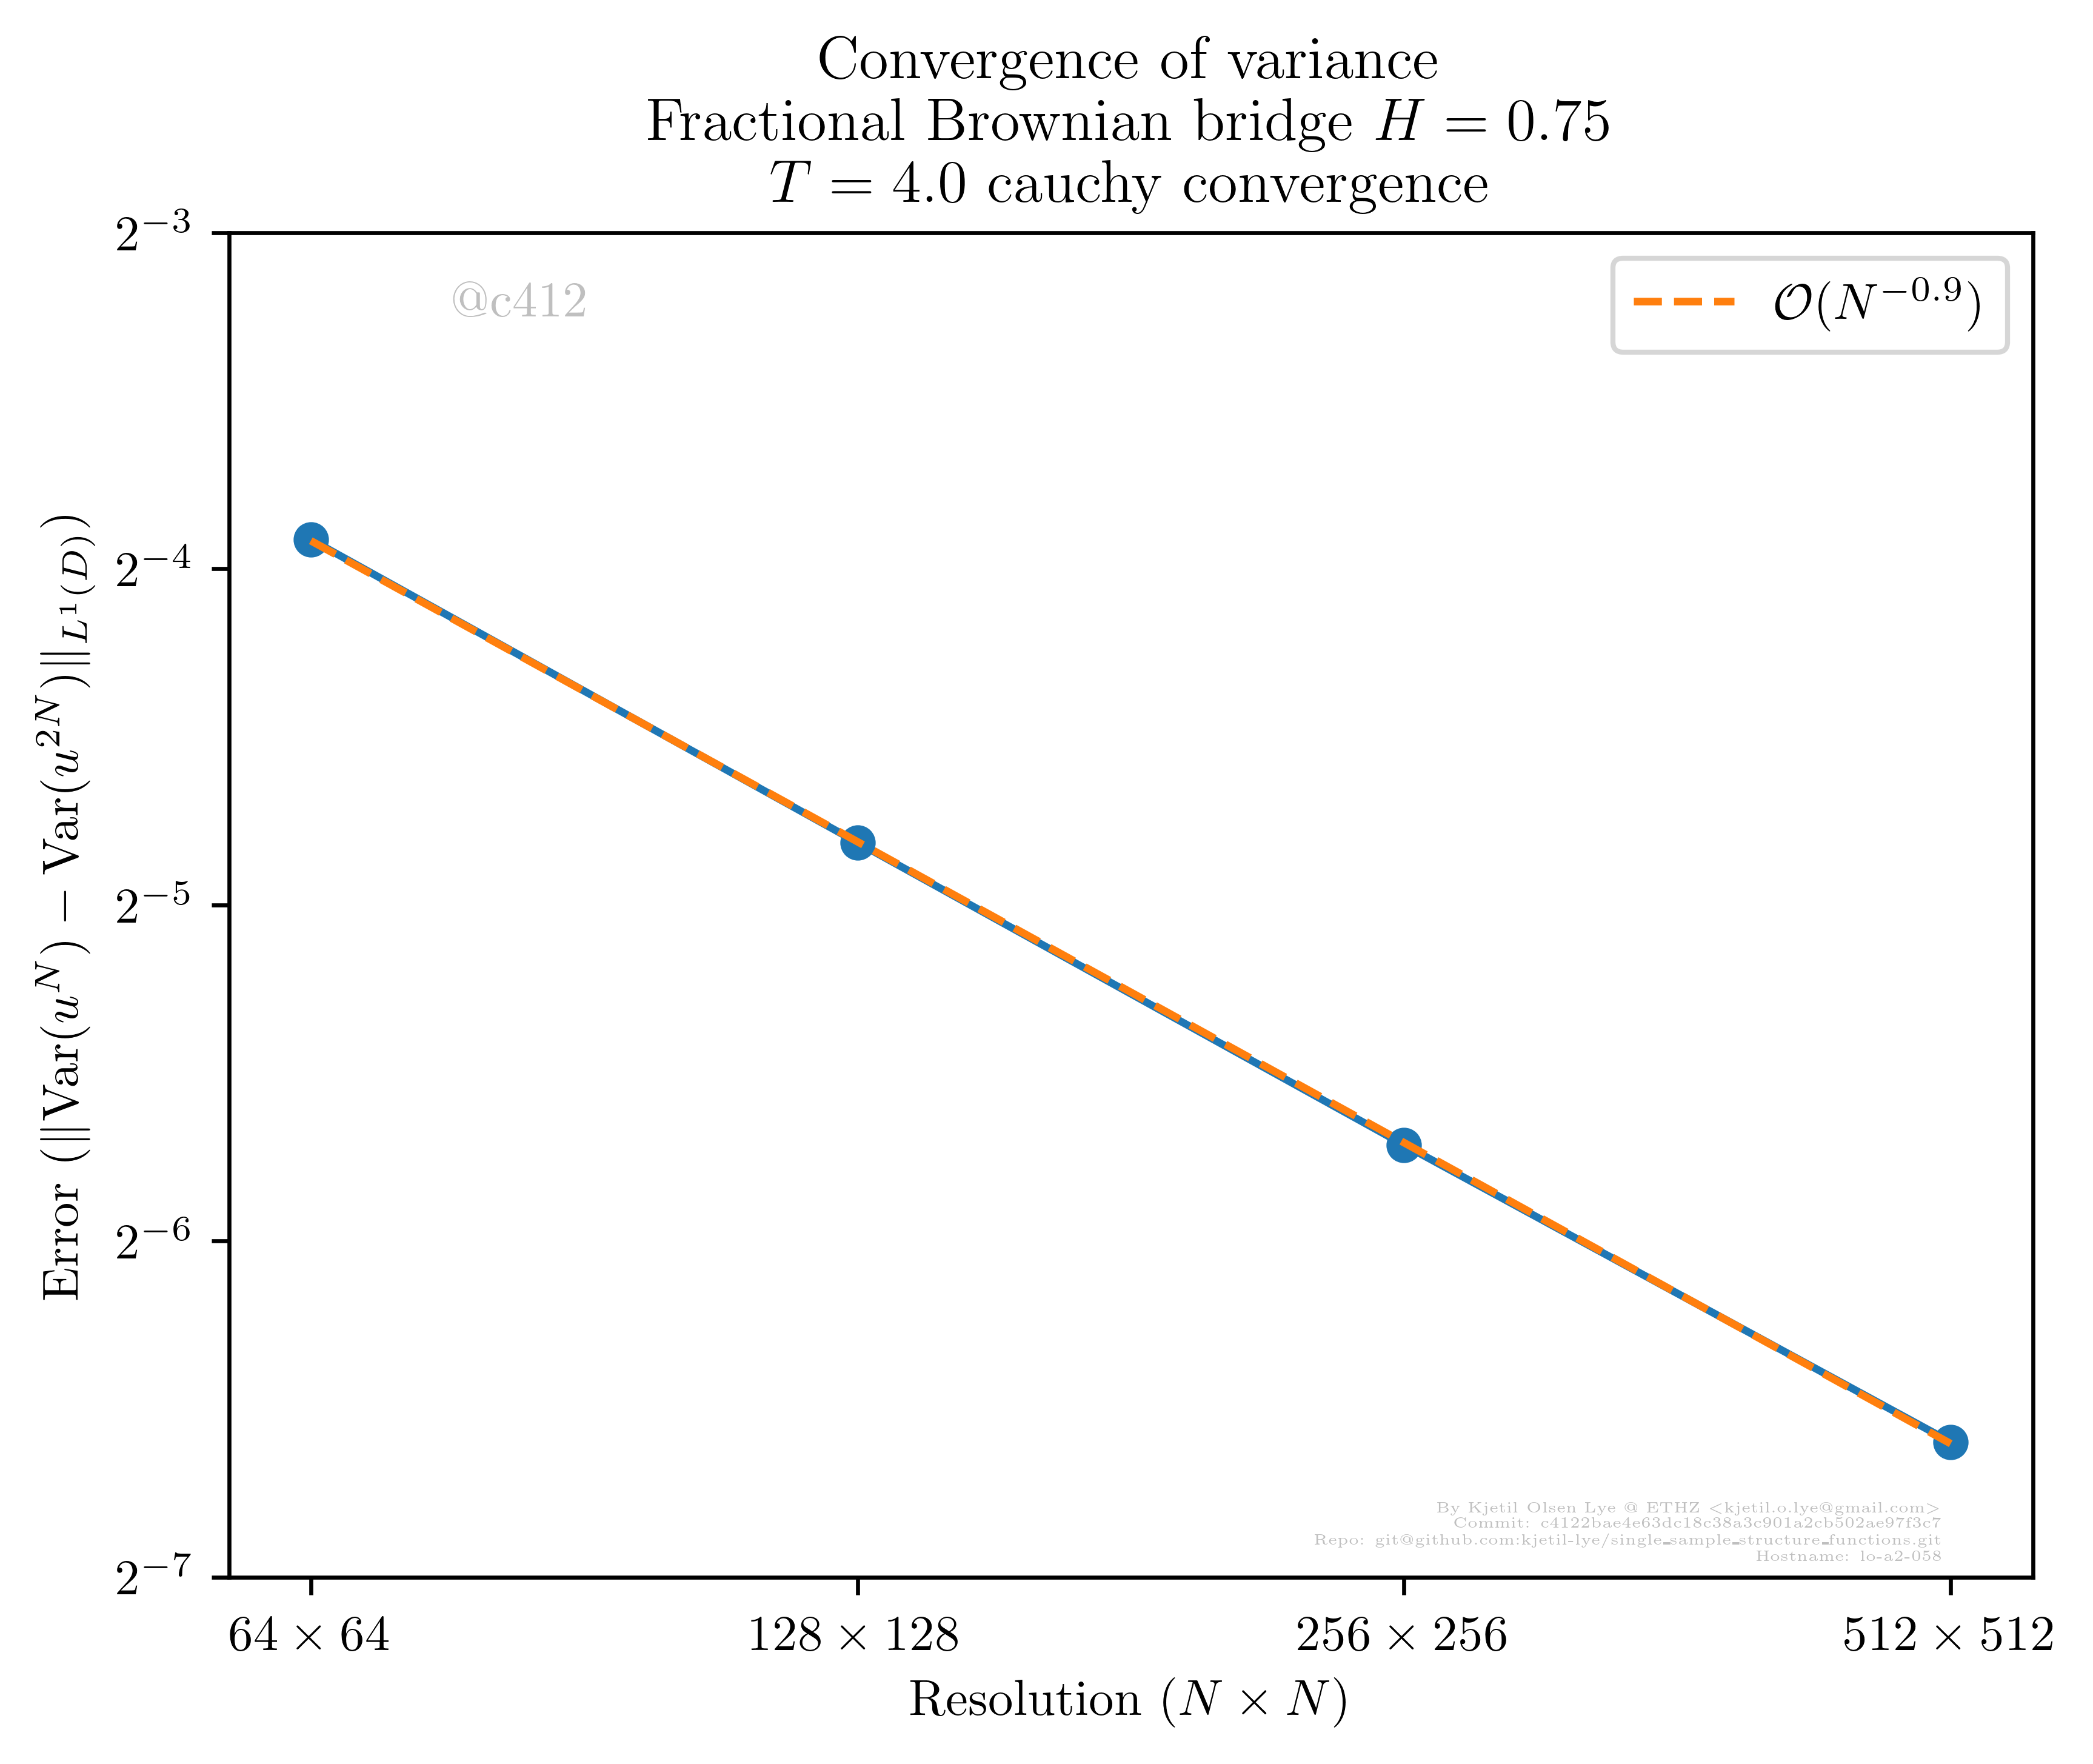 Convergence of variance
Fractional Brownian bridge H = 0.75
T = 4.0 cauchy convergence
2⁻³
@c412
𝒪(N⁻⁰·⁹)
2⁻⁴
2⁻⁵
2⁻⁶
2⁻⁷
Error (||Var(u^N) − Var(u^{2N})||_{L¹(D)})
By Kjetil Olsen Lye @ ETHZ <kjetil.o.lye@gmail.com>
Commit: c4122bae4e63dc18c38a3c901a2cb502ae97f3c7
Repo: git@github.com:kjetil-lye/single_sample_structure_functions.git
Hostname: lo-a2-058
64 × 64
128 × 128
256 × 256
512 × 512
Resolution (N × N)